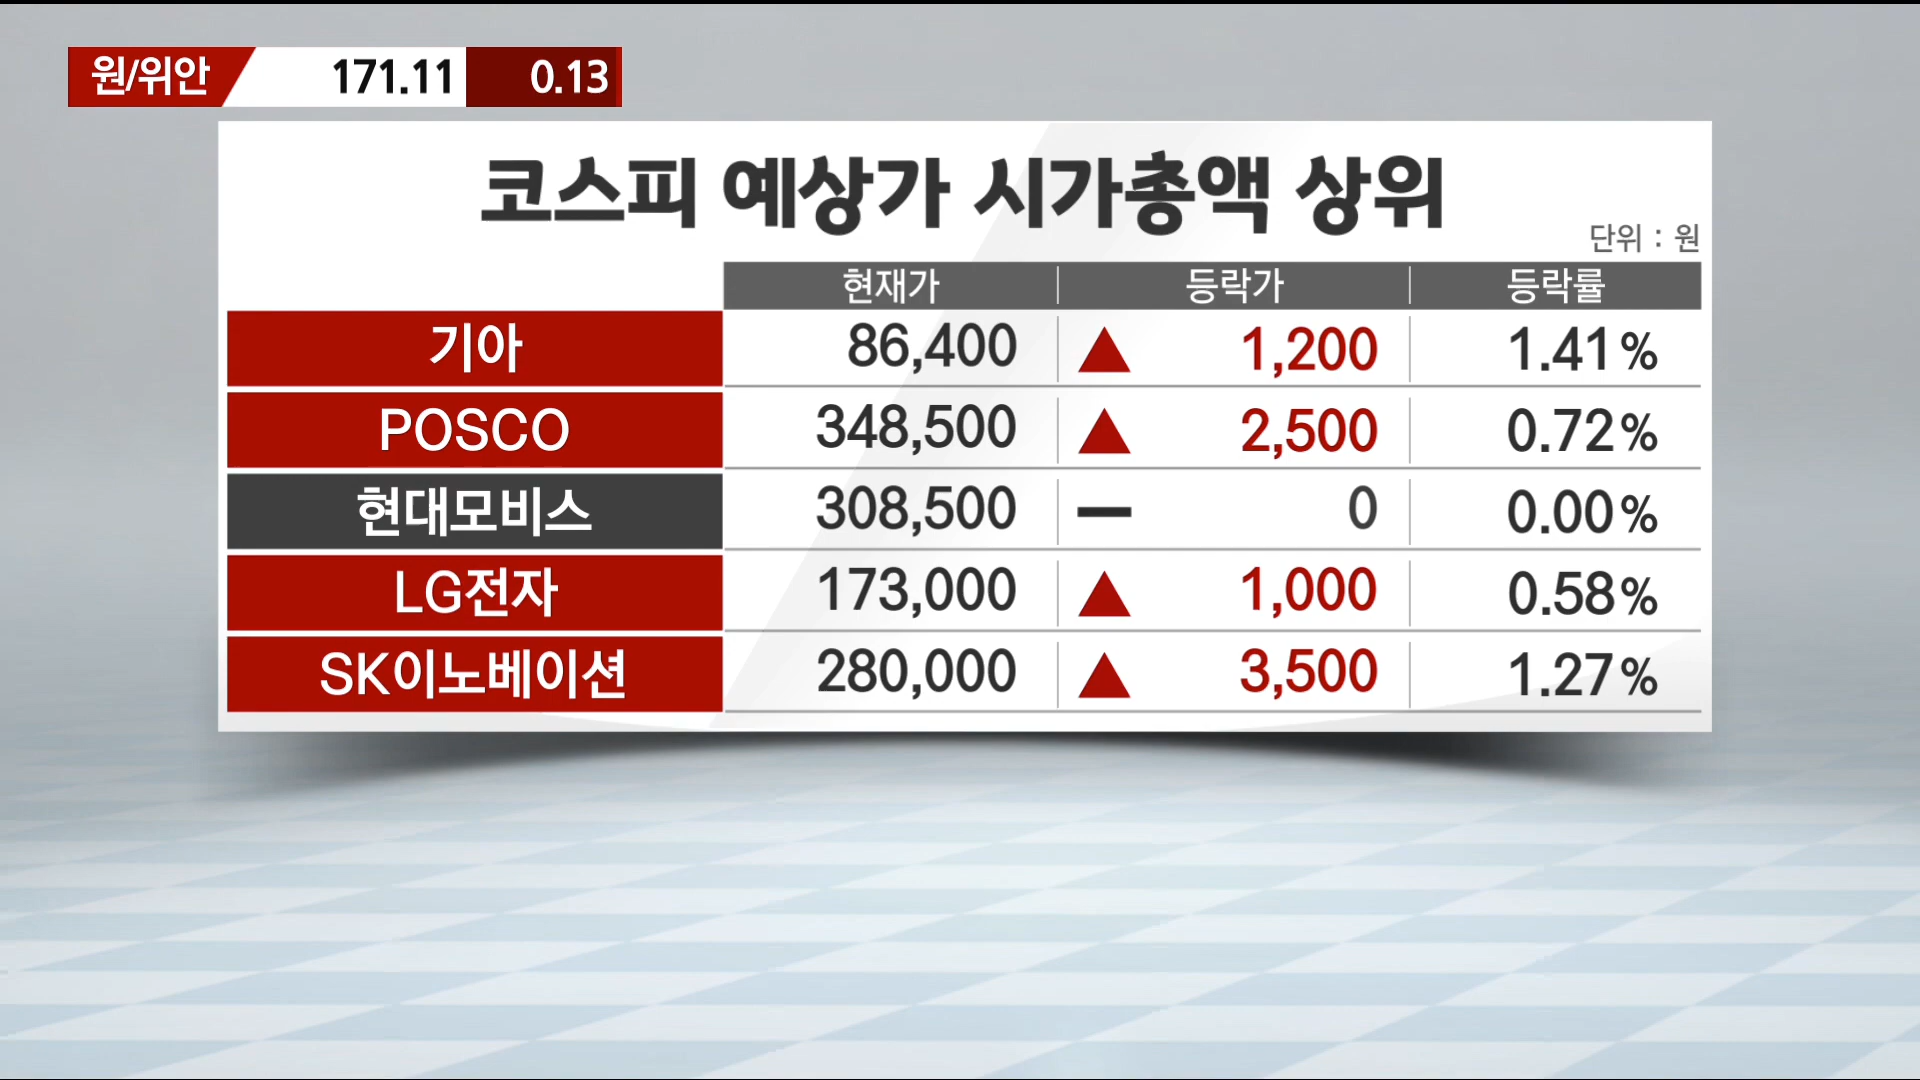 원/위안 171.11 0.13
코스피 예상가 시가총액 상위
단위 : 원
현재가 등락가 등락률
기아 86,400 ▲ 1,200 1.41%
POSCO 348,500 ▲ 2,500 0.72%
현대모비스 308,500 – 0 0.00%
LG전자 173,000 ▲ 1,000 0.58%
SK이노베이션 280,000 ▲ 3,500 1.27%